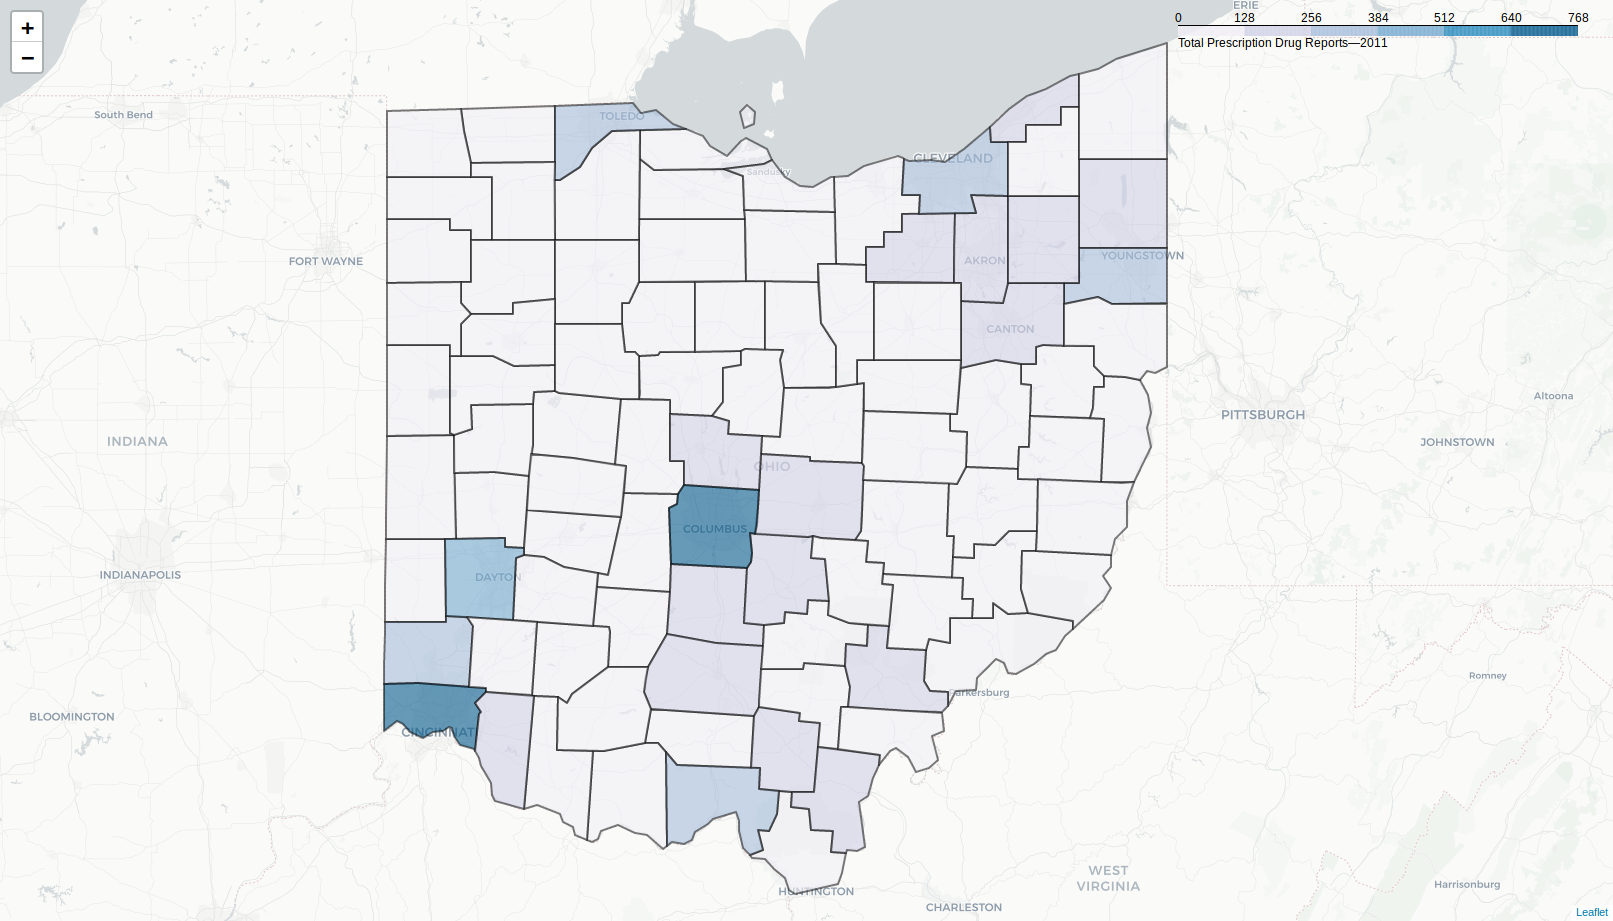 +
−
ERIE
0 128 256 384 512 640 768
Total Prescription Drug Reports—2011
South Bend
TOLEDO
CLEVELAND
Sandusky
FORT WAYNE
AKRON
YOUNGSTOWN
CANTON
Altoona
PITTSBURGH
INDIANA
JOHNSTOWN
OHIO
COLUMBUS
INDIANAPOLIS
DAYTON
Romney
arkersburg
BLOOMINGTON
CINCINNAT
WEST
VIRGINIA
Harrisonburg
HUNTINGTON
CHARLESTON
Leaflet